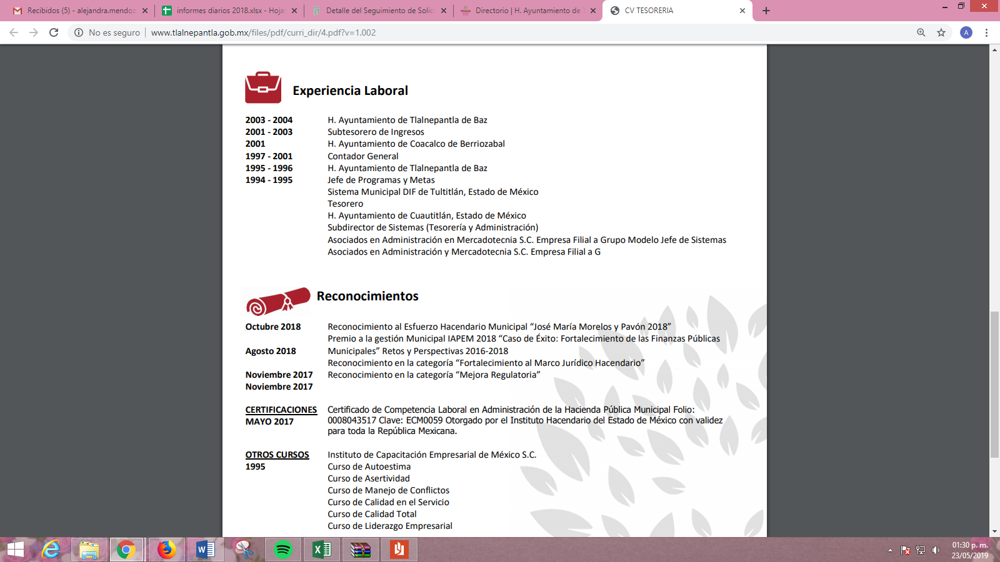 Recibidos (5) - alejandra.mendoz
informes diarios 2018.xlsx - Hoja
Detalle del Seguimiento de Solic
Directorio | H. Ayuntamiento de T
CV TESORERIA
No es seguro
www.tlalnepantla.gob.mx/files/pdf/curri_dir/4.pdf?v=1.002
A
Experiencia Laboral
2003 - 2004 H. Ayuntamiento de Tlalnepantla de Baz
2001 - 2003 Subtesorero de Ingresos
2001 H. Ayuntamiento de Coacalco de Berriozabal
1997 - 2001 Contador General
1995 - 1996 H. Ayuntamiento de Tlalnepantla de Baz
1994 - 1995 Jefe de Programas y Metas
Sistema Municipal DIF de Tultitlán, Estado de México
Tesorero
H. Ayuntamiento de Cuautitlán, Estado de México
Subdirector de Sistemas (Tesorería y Administración)
Asociados en Administración en Mercadotecnia S.C. Empresa Filial a Grupo Modelo Jefe de Sistemas
Asociados en Administración y Mercadotecnia S.C. Empresa Filial a G
Reconocimientos
Octubre 2018 Reconocimiento al Esfuerzo Hacendario Municipal “José María Morelos y Pavón 2018”
Premio a la gestión Municipal IAPEM 2018 “Caso de Éxito: Fortalecimiento de las Finanzas Públicas
Agosto 2018 Municipales” Retos y Perspectivas 2016-2018
Reconocimiento en la categoría “Fortalecimiento al Marco Jurídico Hacendario”
Noviembre 2017 Reconocimiento en la categoría “Mejora Regulatoria”
Noviembre 2017
CERTIFICACIONES Certificado de Competencia Laboral en Administración de la Hacienda Pública Municipal Folio:
MAYO 2017 0008043517 Clave: ECM0059 Otorgado por el Instituto Hacendario del Estado de México con validez
para toda la República Mexicana.
OTROS CURSOS Instituto de Capacitación Empresarial de México S.C.
1995 Curso de Autoestima
Curso de Asertividad
Curso de Manejo de Conflictos
Curso de Calidad en el Servicio
Curso de Calidad Total
Curso de Liderazgo Empresarial
01:30 p. m.
23/05/2019